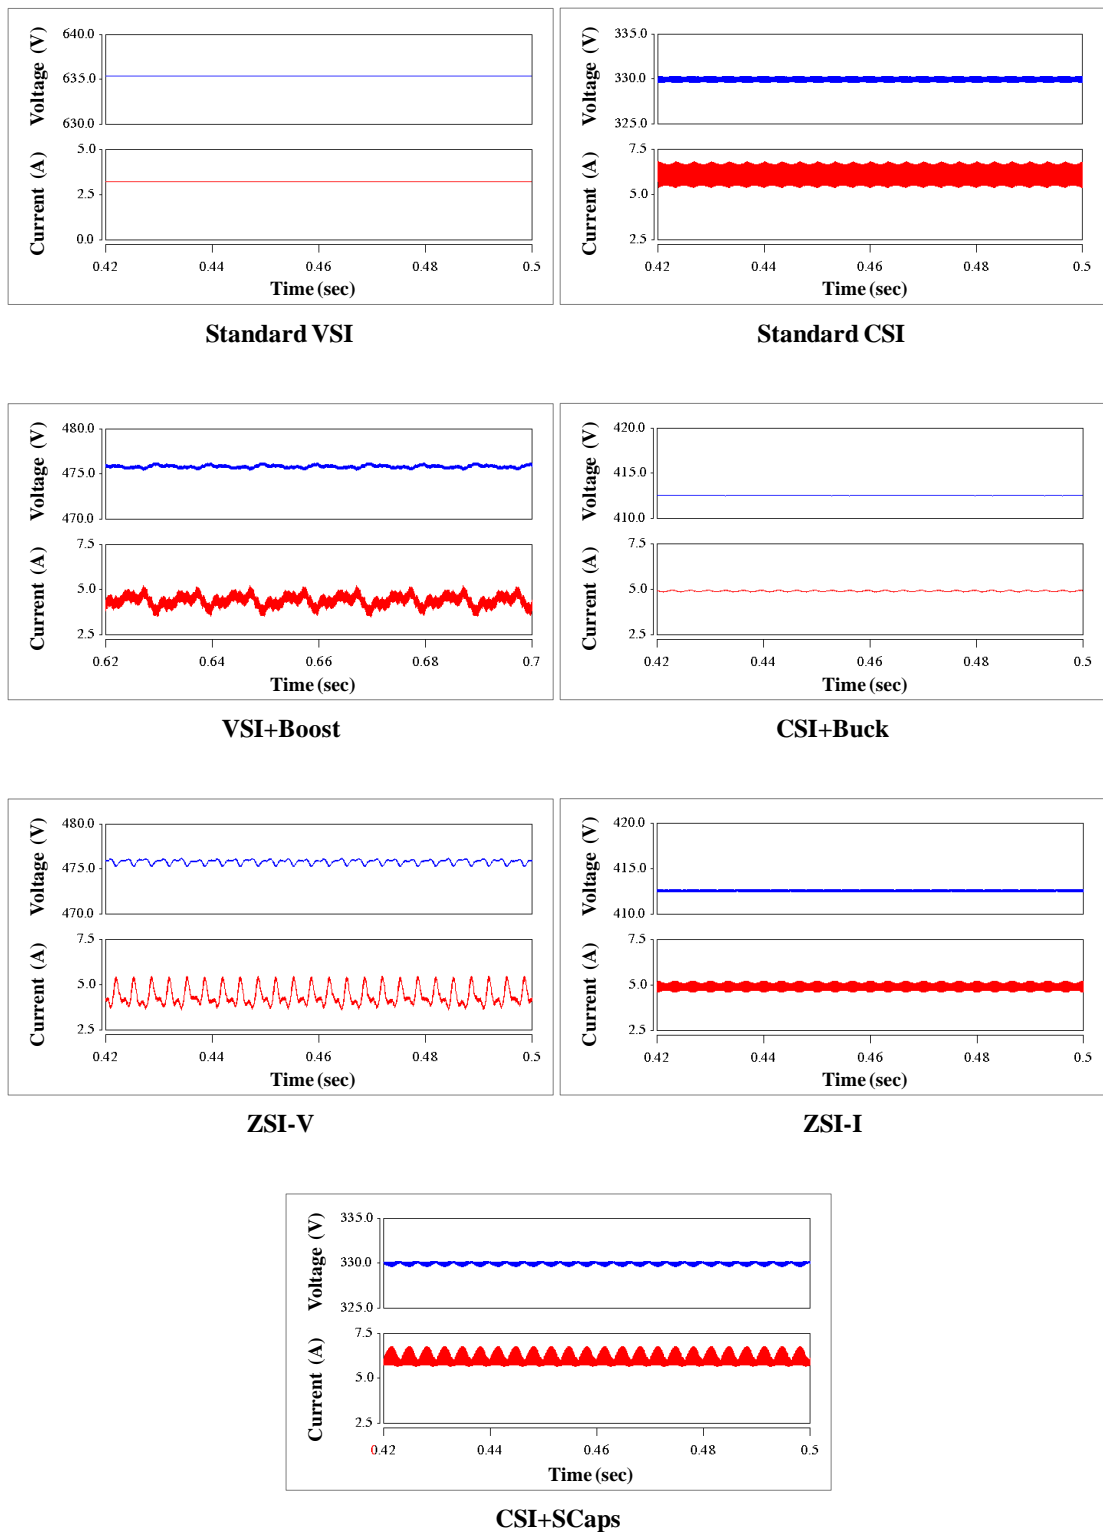 640.0
635.0
630.0
Voltage (V)
5.0
2.5
0.0
Current (A)
0.42 0.44 0.46 0.48 0.5
Time (sec)
Standard VSI
335.0
330.0
325.0
Voltage (V)
7.5
5.0
2.5
Current (A)
0.42 0.44 0.46 0.48 0.5
Time (sec)
Standard CSI
480.0
475.0
470.0
Voltage (V)
7.5
5.0
2.5
Current (A)
0.62 0.64 0.66 0.68 0.7
Time (sec)
VSI+Boost
420.0
415.0
410.0
Voltage (V)
7.5
5.0
2.5
Current (A)
0.42 0.44 0.46 0.48 0.5
Time (sec)
CSI+Buck
480.0
475.0
470.0
Voltage (V)
7.5
5.0
2.5
Current (A)
0.42 0.44 0.46 0.48 0.5
Time (sec)
ZSI-V
420.0
415.0
410.0
Voltage (V)
7.5
5.0
2.5
Current (A)
0.42 0.44 0.46 0.48 0.5
Time (sec)
ZSI-I
335.0
330.0
325.0
Voltage (V)
7.5
5.0
2.5
Current (A)
0.42 0.44 0.46 0.48 0.5
Time (sec)
CSI+SCaps